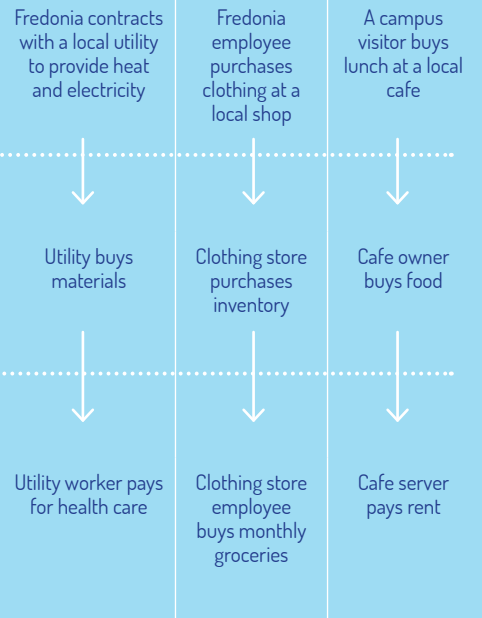 Fredonia contracts
with a local utility
to provide heat
and electricity
Fredonia
employee
purchases
clothing at a
local shop
A campus
visitor buys
lunch at a local
cafe
Utility buys
materials
Clothing store
purchases
inventory
Cafe owner
buys food
Utility worker pays
for health care
Clothing store
employee
buys monthly
groceries
Cafe server
pays rent